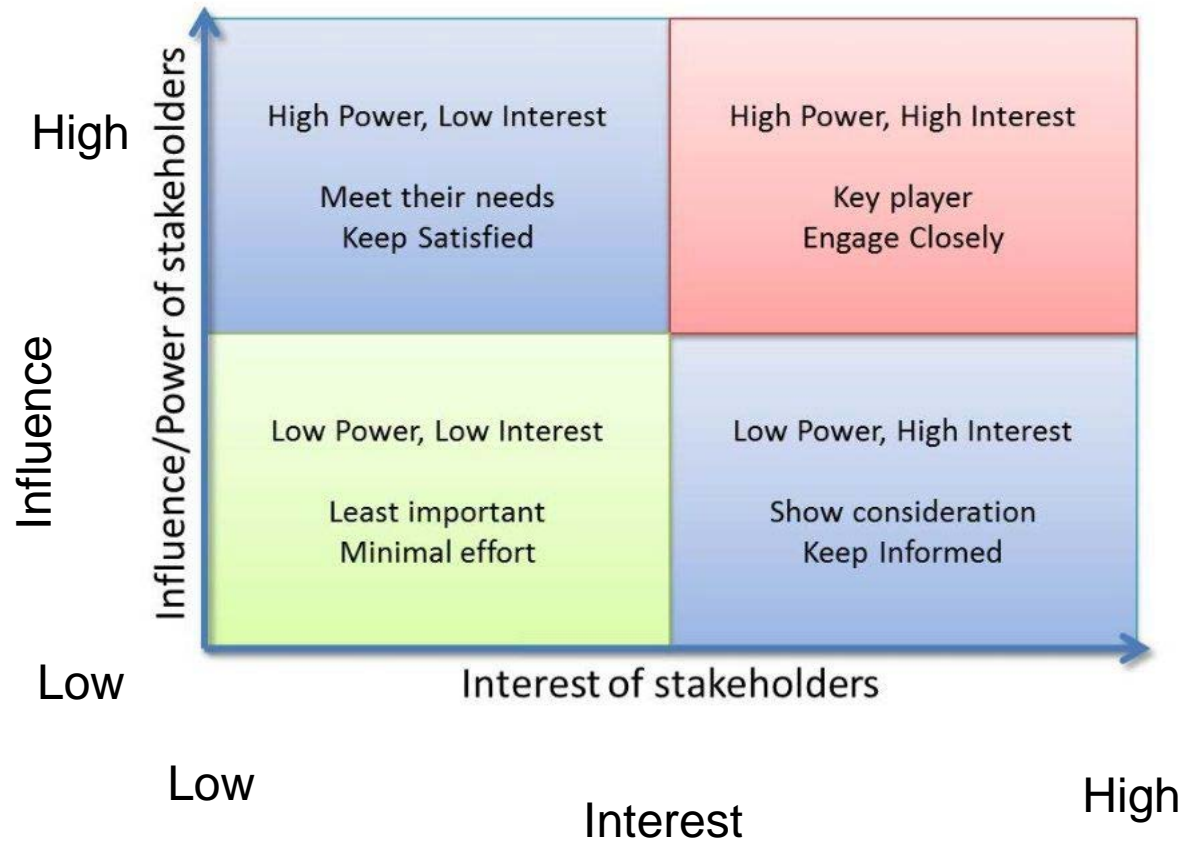 High
Influence/Power of stakeholders
Influence
Low
High Power, Low Interest
Meet their needs
Keep Satisfied
High Power, High Interest
Key player
Engage Closely
Low Power, Low Interest
Least important
Minimal effort
Low Power, High Interest
Show consideration
Keep Informed
Interest of stakeholders
Low
Interest
High